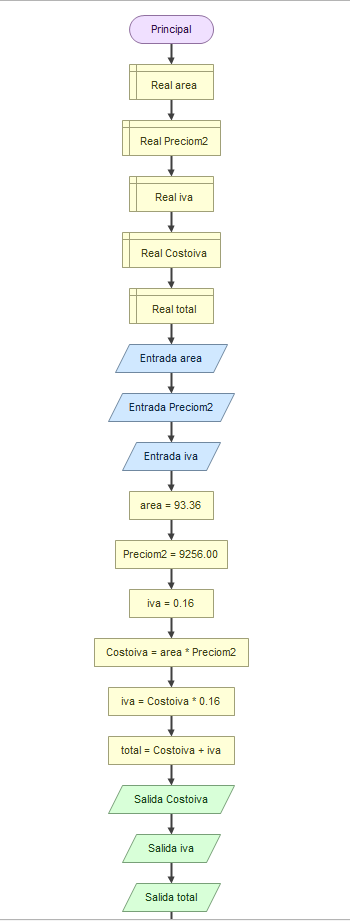 Principal
Real area
Real Preciom2
Real iva
Real Costoiva
Real total
Entrada area
Entrada Preciom2
Entrada iva
area = 93.36
Preciom2 = 9256.00
iva = 0.16
Costoiva = area * Preciom2
iva = Costoiva * 0.16
total = Costoiva + iva
Salida Costoiva
Salida iva
Salida total